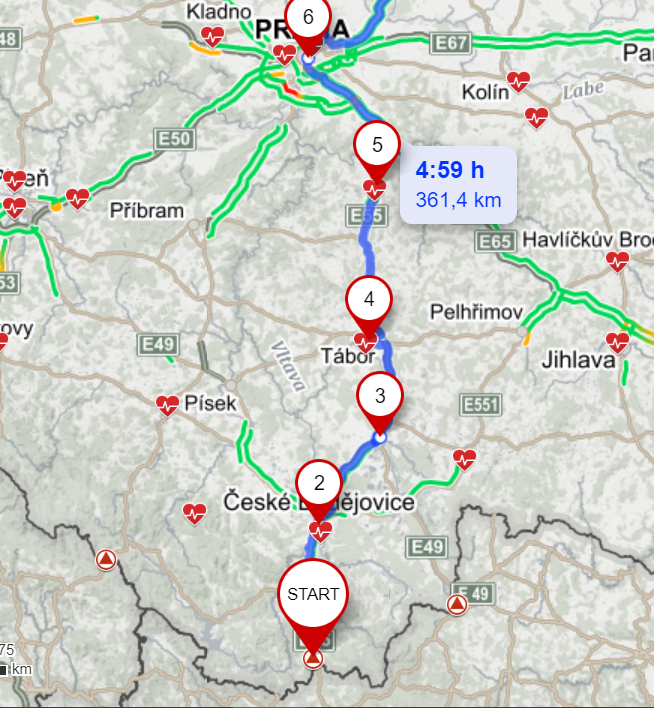 6
Kladno
48
PRAHA
E67
Par
Kolín
Labe
E50
5
4:59 h
361,4 km
eň
Příbram
E55
E65
Havlíčkův Bro
53
4
Pelhřimov
ovy
E49
Tábor
Vltava
Jihlava
3
Písek
E551
2
České Budějovice
E49
START
E 49
75
km